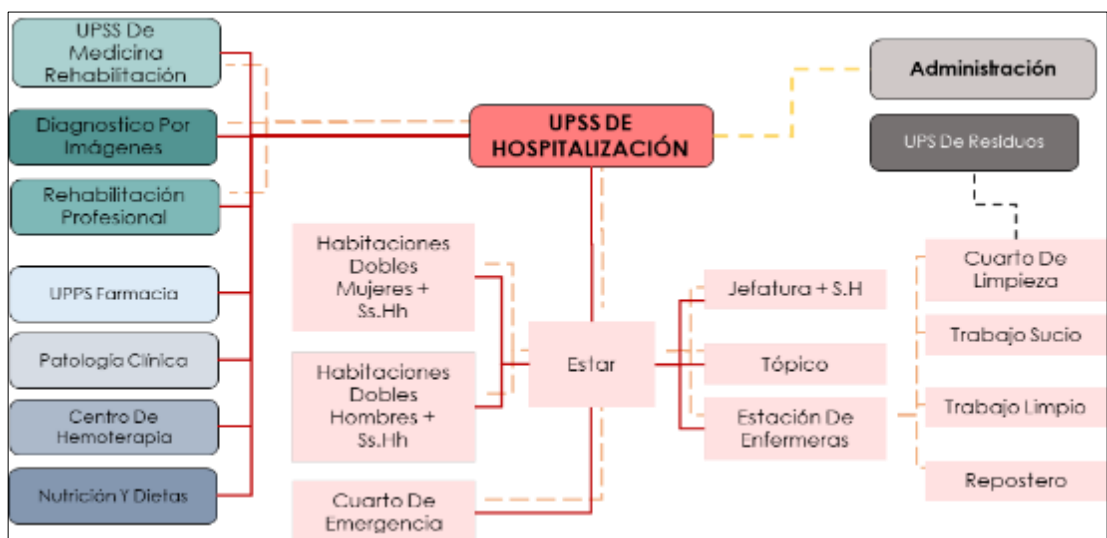 UPSS De
Medicina
Rehabilitación
Diagnostico Por
Imágenes
Rehabilitación
Profesional
UPPS Farmacia
Patología Clínica
Centro De
Hemoterapia
Nutrición Y Dietas
UPSS DE
HOSPITALIZACIÓN
Administración
UPS De Residuos
Habitaciones
Dobles
Mujeres +
Ss.Hh
Habitaciones
Dobles
Hombres +
Ss.Hh
Cuarto De
Emergencia
Estar
Jefatura + S.H
Tópico
Estación De
Enfermeras
Cuarto De
Limpieza
Trabajo Sucio
Trabajo Limpio
Repostero